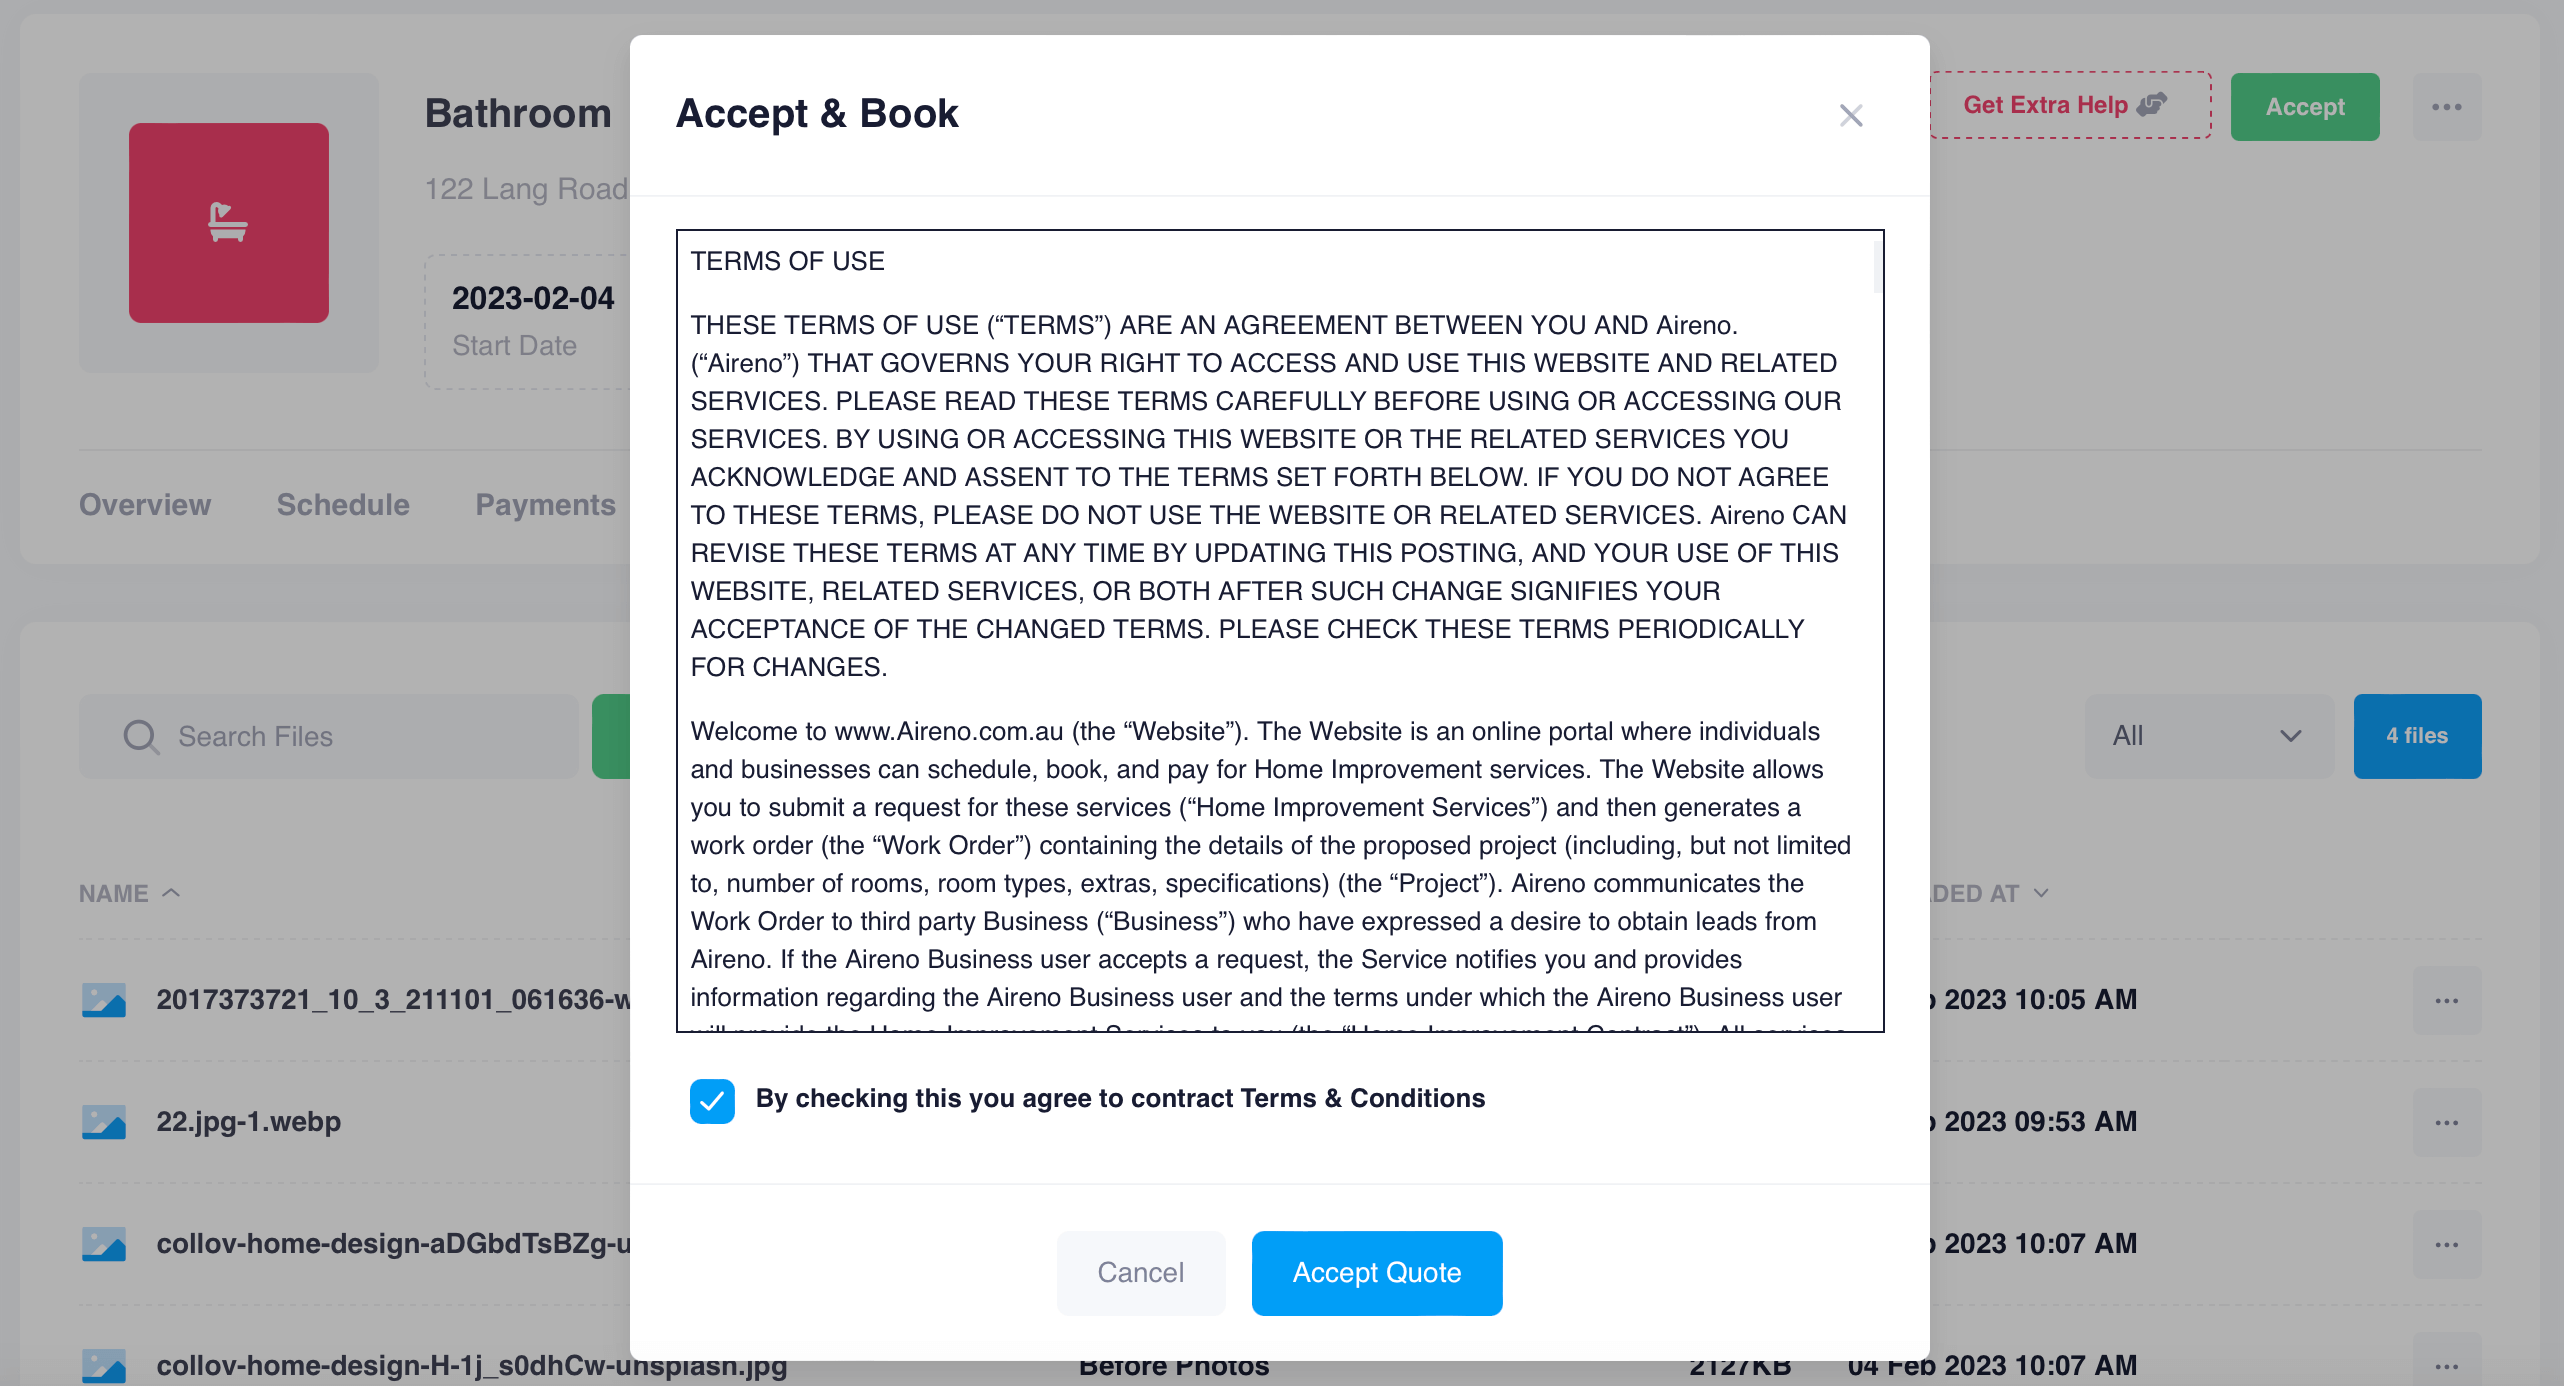 Bathroom
122 Lang Road
2023-02-04
Start Date
Get Extra Help
Accept
Overview
Schedule
Payments
Search Files
All
4 files
NAME
DED AT
2017373721_10_3_211101_061636-w
2023 10:05 AM
22.jpg-1.webp
2023 09:53 AM
collov-home-design-aDGbdTsBZg-u
2023 10:07 AM
collov-home-design-H-1j_s0dhCw-unsplash.jpg
Before Photos
2127KB
04 Feb 2023 10:07 AM
Accept & Book
TERMS OF USE
THESE TERMS OF USE (“TERMS”) ARE AN AGREEMENT BETWEEN YOU AND Aireno.
(“Aireno”) THAT GOVERNS YOUR RIGHT TO ACCESS AND USE THIS WEBSITE AND RELATED
SERVICES. PLEASE READ THESE TERMS CAREFULLY BEFORE USING OR ACCESSING OUR
SERVICES. BY USING OR ACCESSING THIS WEBSITE OR THE RELATED SERVICES YOU
ACKNOWLEDGE AND ASSENT TO THE TERMS SET FORTH BELOW. IF YOU DO NOT AGREE
TO THESE TERMS, PLEASE DO NOT USE THE WEBSITE OR RELATED SERVICES. Aireno CAN
REVISE THESE TERMS AT ANY TIME BY UPDATING THIS POSTING, AND YOUR USE OF THIS
WEBSITE, RELATED SERVICES, OR BOTH AFTER SUCH CHANGE SIGNIFIES YOUR
ACCEPTANCE OF THE CHANGED TERMS. PLEASE CHECK THESE TERMS PERIODICALLY
FOR CHANGES.
Welcome to www.Aireno.com.au (the “Website”). The Website is an online portal where individuals
and businesses can schedule, book, and pay for Home Improvement services. The Website allows
you to submit a request for these services (“Home Improvement Services”) and then generates a
work order (the “Work Order”) containing the details of the proposed project (including, but not limited
to, number of rooms, room types, extras, specifications) (the “Project”). Aireno communicates the
Work Order to third party Business (“Business”) who have expressed a desire to obtain leads from
Aireno. If the Aireno Business user accepts a request, the Service notifies you and provides
information regarding the Aireno Business user and the terms under which the Aireno Business user
will provide the Home Improvement Services to you (the “Home Improvement Contract”). All services
By checking this you agree to contract Terms & Conditions
Cancel
Accept Quote